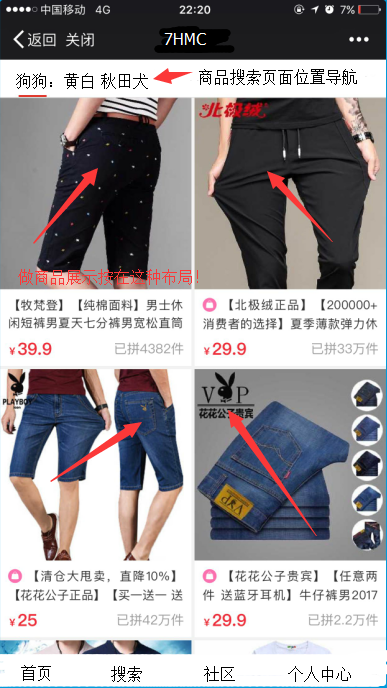 中国移动 4G 22:20 7%
返回 关闭 7HMC
狗狗：黄白 秋田犬 商品搜索页面位置导航
北极绒
做商品展示按在这种布局！
【牧梵登】【纯棉面料】男士休
闲短裤男夏天七分裤男宽松直筒
¥39.9 已拼4382件
【北极绒正品】【200000+
消费者的选择】夏季薄款弹力休
¥29.9 已拼33万件
PLAYBOY
VIP
花花公子贵宾
VIP
【清仓大甩卖，直降10%】
【花花公子正品】【买一送一 送
¥25 已拼42万件
【花花公子贵宾】【任意两
件 送蓝牙耳机】牛仔裤男2017
¥29.9 已拼2.2万件
首页 搜索 社区 个人中心